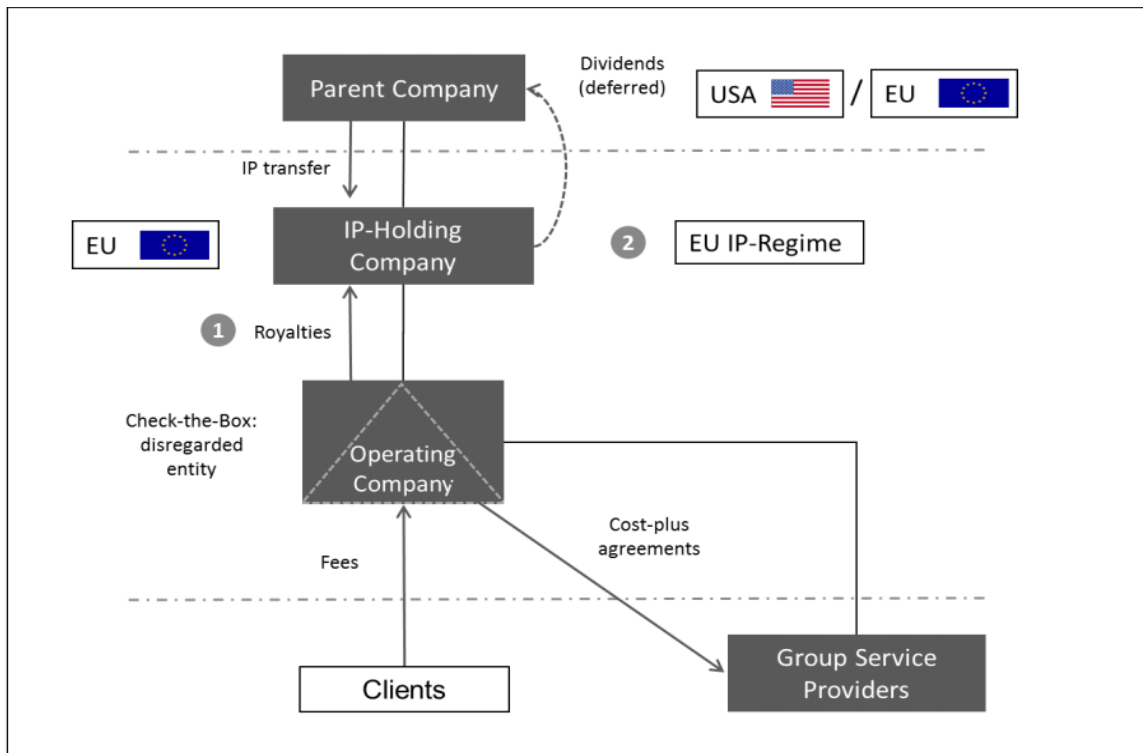 Parent Company
Dividends
(deferred)
USA
/
EU
IP transfer
EU
IP-Holding
Company
2
EU IP-Regime
1
Royalties
Check-the-Box:
disregarded
entity
Operating
Company
Cost-plus
agreements
Fees
Clients
Group Service
Providers